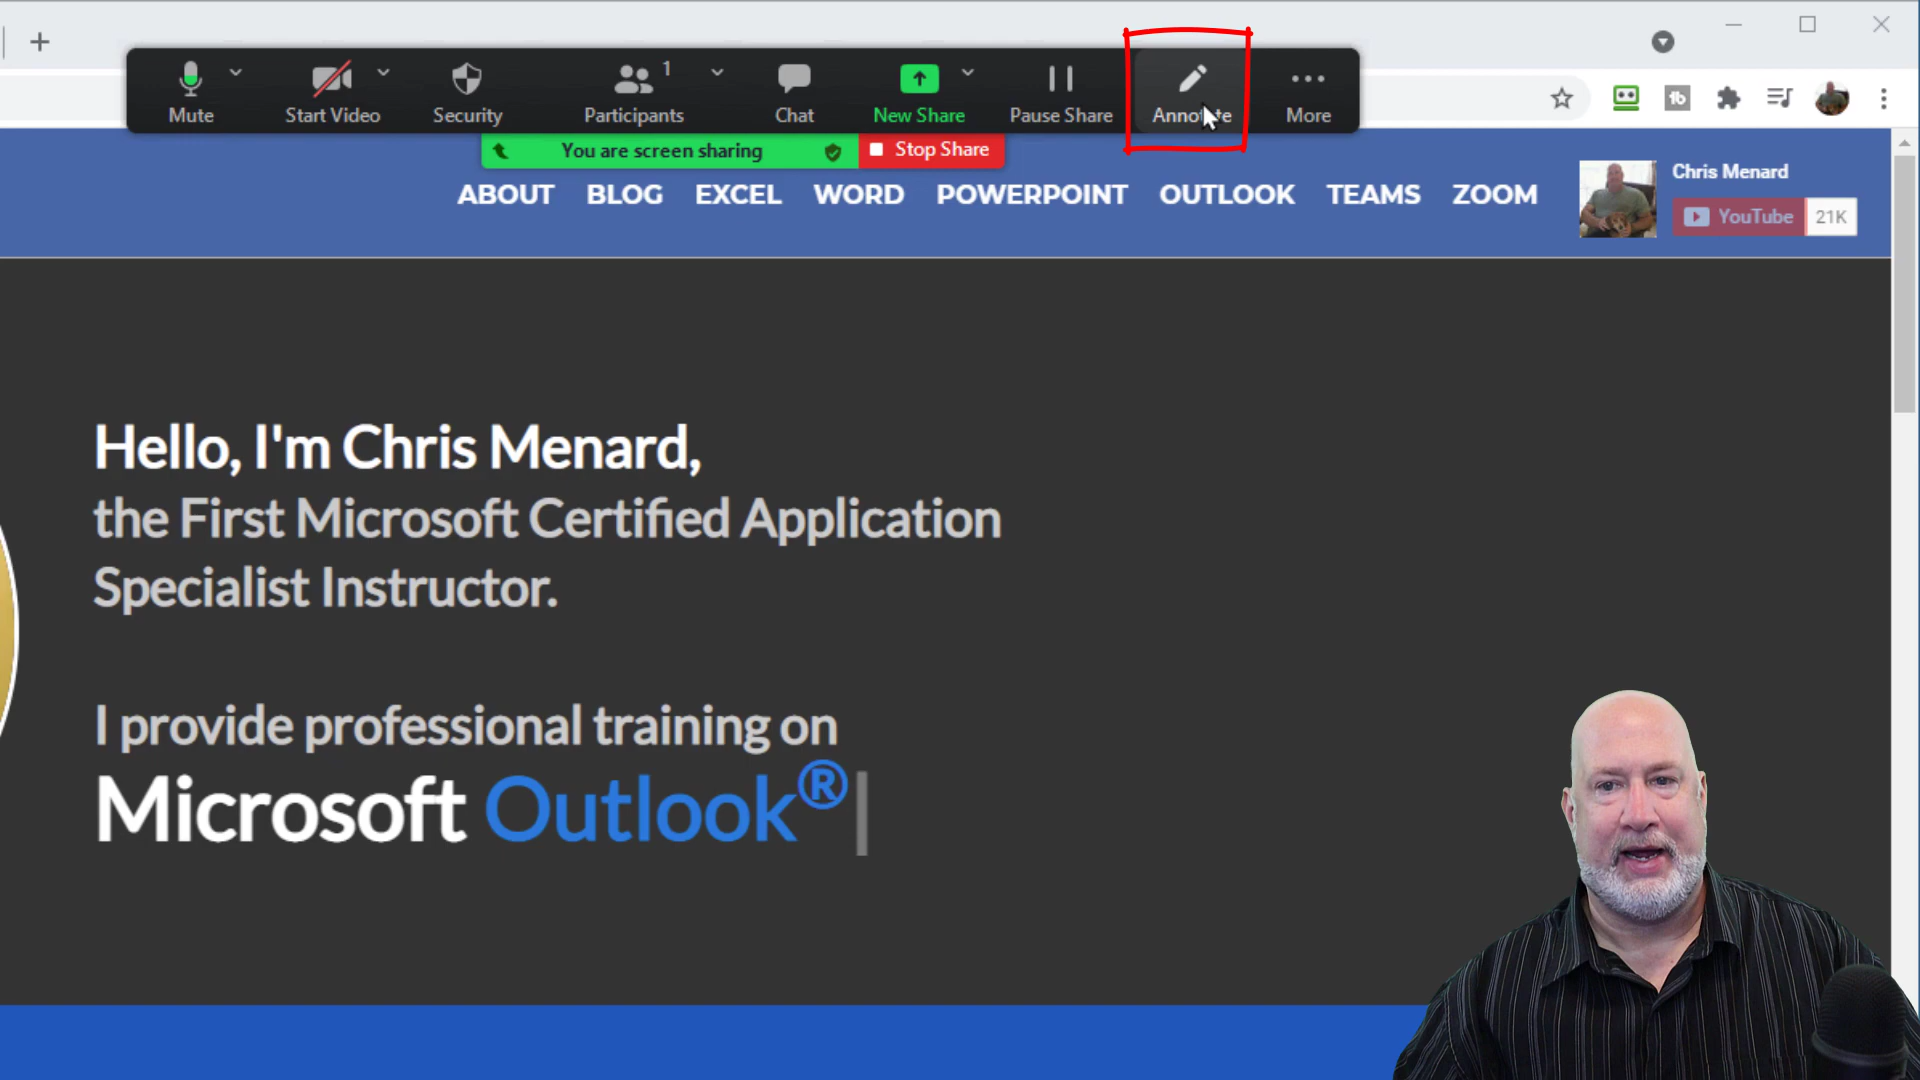 Mute
Start Video
Security
Participants
1
Chat
New Share
Pause Share
Annotate
More
You are screen sharing
Stop Share
ABOUT BLOG EXCEL WORD POWERPOINT OUTLOOK TEAMS ZOOM
Chris Menard
YouTube 21K
Hello, I'm Chris Menard,
the First Microsoft Certified Application
Specialist Instructor.
I provide professional training on
Microsoft Outlook®